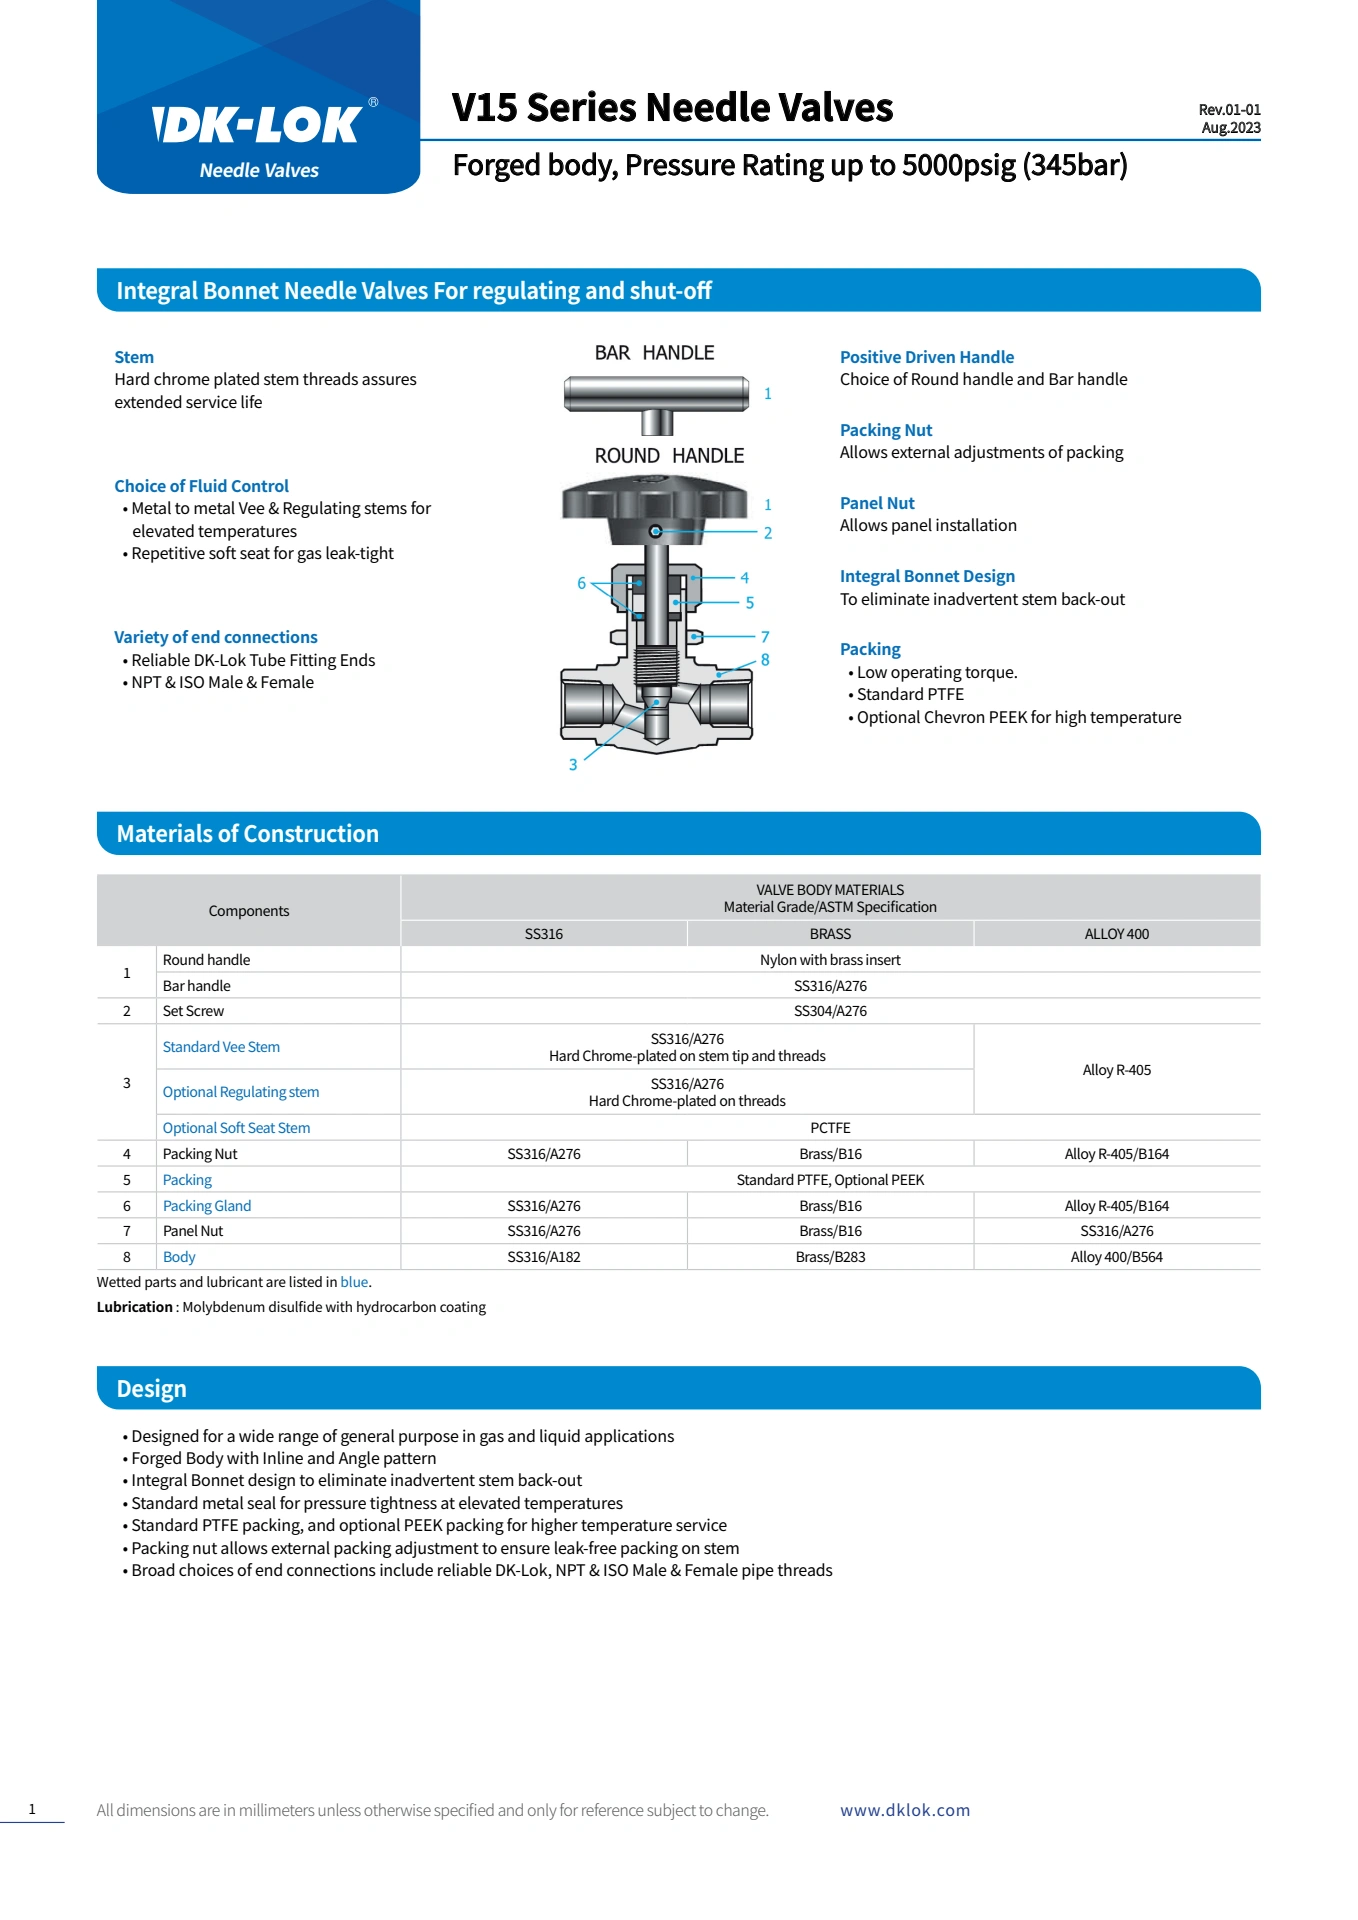 DK-LOK®
Needle Valves
V15 Series Needle Valves
Rev.01-01
Aug.2023
Forged body, Pressure Rating up to 5000psig (345bar)
Integral Bonnet Needle Valves For regulating and shut-off
Stem
Hard chrome plated stem threads assures
extended service life
Choice of Fluid Control
• Metal to metal Vee & Regulating stems for
elevated temperatures
• Repetitive soft seat for gas leak-tight
Variety of end connections
• Reliable DK-Lok Tube Fitting Ends
• NPT & ISO Male & Female
BAR HANDLE
1
ROUND HANDLE
1
2
6
4
5
7
8
3
Positive Driven Handle
Choice of Round handle and Bar handle
Packing Nut
Allows external adjustments of packing
Panel Nut
Allows panel installation
Integral Bonnet Design
To eliminate inadvertent stem back-out
Packing
• Low operating torque.
• Standard PTFE
• Optional Chevron PEEK for high temperature
Materials of Construction
Components
VALVE BODY MATERIALS
Material Grade/ASTM Specification
SS316 BRASS ALLOY 400
1 Round handle Nylon with brass insert
Bar handle SS316/A276
2 Set Screw SS304/A276
3 Standard Vee Stem SS316/A276
Hard Chrome-plated on stem tip and threads
Alloy R-405
Optional Regulating stem SS316/A276
Hard Chrome-plated on threads
Optional Soft Seat Stem PCTFE
4 Packing Nut SS316/A276 Brass/B16 Alloy R-405/B164
5 Packing Standard PTFE, Optional PEEK
6 Packing Gland SS316/A276 Brass/B16 Alloy R-405/B164
7 Panel Nut SS316/A276 Brass/B16 SS316/A276
8 Body SS316/A182 Brass/B283 Alloy 400/B564
Wetted parts and lubricant are listed in blue.
Lubrication : Molybdenum disulfide with hydrocarbon coating
Design
• Designed for a wide range of general purpose in gas and liquid applications
• Forged Body with Inline and Angle pattern
• Integral Bonnet design to eliminate inadvertent stem back-out
• Standard metal seal for pressure tightness at elevated temperatures
• Standard PTFE packing, and optional PEEK packing for higher temperature service
• Packing nut allows external packing adjustment to ensure leak-free packing on stem
• Broad choices of end connections include reliable DK-Lok, NPT & ISO Male & Female pipe threads
1
All dimensions are in millimeters unless otherwise specified and only for reference subject to change.
www.dklok.com